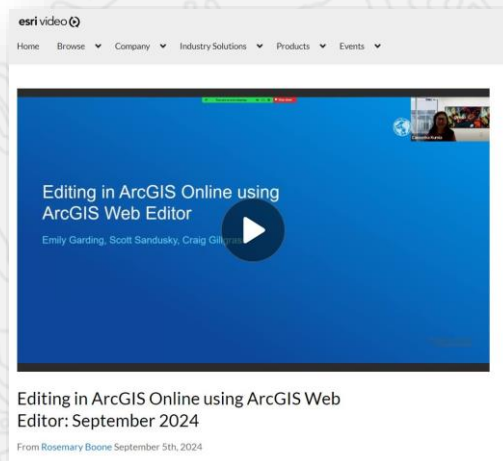 esri video
Home Browse Company Industry Solutions Products Events
Editing in ArcGIS Online using
ArcGIS Web Editor
Emily Garding, Scott Sandusky, Craig
Editing in ArcGIS Online using ArcGIS Web
Editor: September 2024
From Rosemary Boone September 5th, 2024